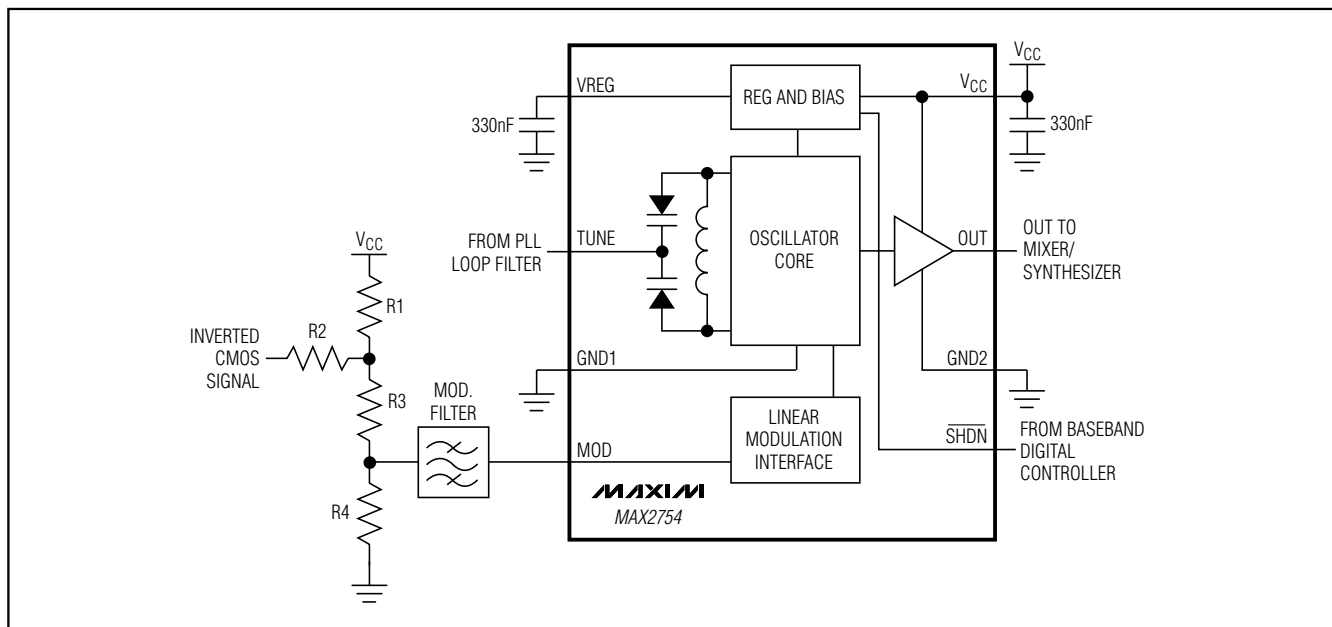 VREG
REG AND BIAS
VCC
VCC
330nF
330nF
VCC
FROM PLL
LOOP FILTER
TUNE
OSCILLATOR
CORE
OUT
OUT TO
MIXER/
SYNTHESIZER
R1
INVERTED
CMOS
SIGNAL
R2
R3
GND1
GND2
MOD.
FILTER
MOD
LINEAR
MODULATION
INTERFACE
SHDN
FROM BASEBAND
DIGITAL
CONTROLLER
R4
MAXIM
MAX2754